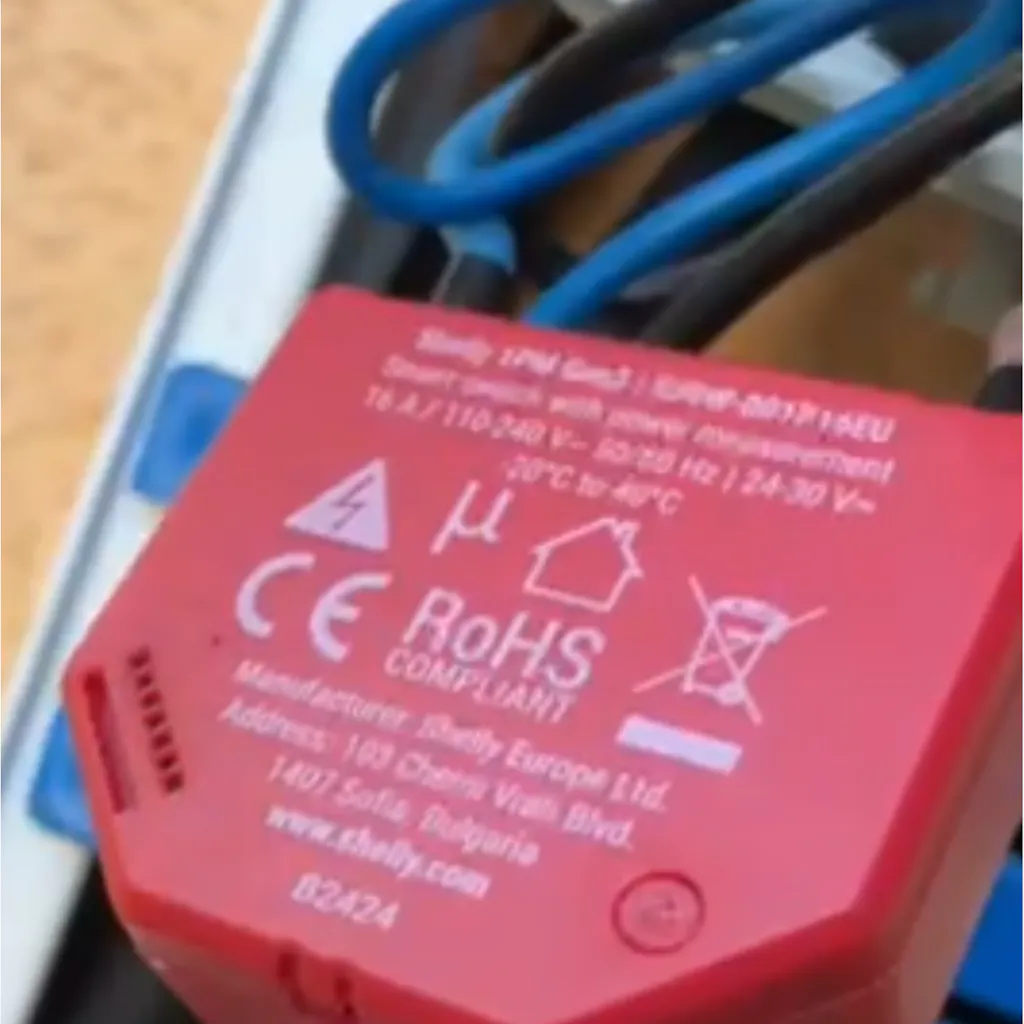 Shelly 1PM Gen3 |
Smart switch with power measurement
16 A / 110-240 V~ 50/60 Hz | 24-30 V⎓
-20°C to 40°C
μ
CE
RoHS
COMPLIANT
Manufacturer: Shelly Europe Ltd.
Address: 103 Cherni Vrah Blvd.
1407 Sofia, Bulgaria
www.shelly.com
B2424